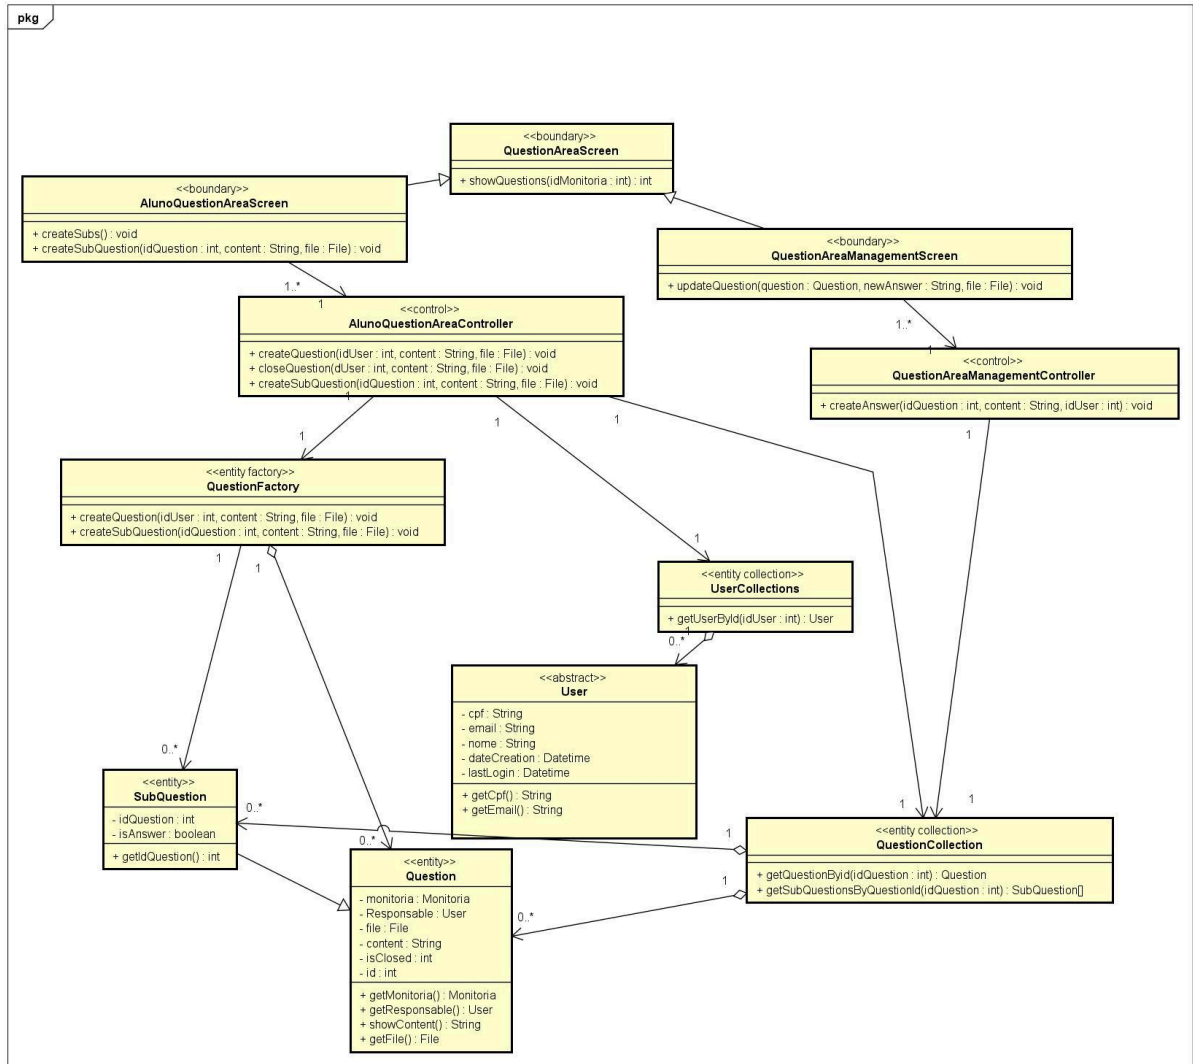 pkg
<<boundary>>
QuestionAreaScreen
+ showQuestions(idMonitoria : int) : int
<<boundary>>
AlunoQuestionAreaScreen
+ createSubs() : void
+ createSubQuestion(idQuestion : int, content : String, file : File) : void
<<boundary>>
QuestionAreaManagementScreen
+ updateQuestion(question : Question, newAnswer : String, file : File) : void
1..*
1
<<control>>
AlunoQuestionAreaController
+ createQuestion(idUser : int, content : String, file : File) : void
+ closeQuestion(dUser : int, content : String, file : File) : void
+ createSubQuestion(idQuestion : int, content : String, file : File) : void
1..*
1
<<control>>
QuestionAreaManagementController
+ createAnswer(idQuestion : int, content : String, idUser : int) : void
1
1
1
1
1
<<entity factory>>
QuestionFactory
+ createQuestion(idUser : int, content : String, file : File) : void
+ createSubQuestion(idQuestion : int, content : String, file : File) : void
1
1
1
<<entity collection>>
UserCollections
+ getUserById(idUser : int) : User
1
0..*
<<abstract>>
User
- cpf : String
- email : String
- nome : String
- dateCreation : Datetime
- lastLogin : Datetime
+ getCpf() : String
+ getEmail() : String
0..*
<<entity>>
SubQuestion
- idQuestion : int
- isAnswer : boolean
+ getIdQuestion() : int
0..*
0..*
1
1
<<entity collection>>
QuestionCollection
+ getQuestionByid(idQuestion : int) : Question
+ getSubQuestionsByQuestionId(idQuestion : int) : SubQuestion[]
1
1
0..*
<<entity>>
Question
- monitoria : Monitoria
- Responsable : User
- file : File
- content : String
- isClosed : int
- id : int
+ getMonitoria() : Monitoria
+ getResponsable() : User
+ showContent() : String
+ getFile() : File